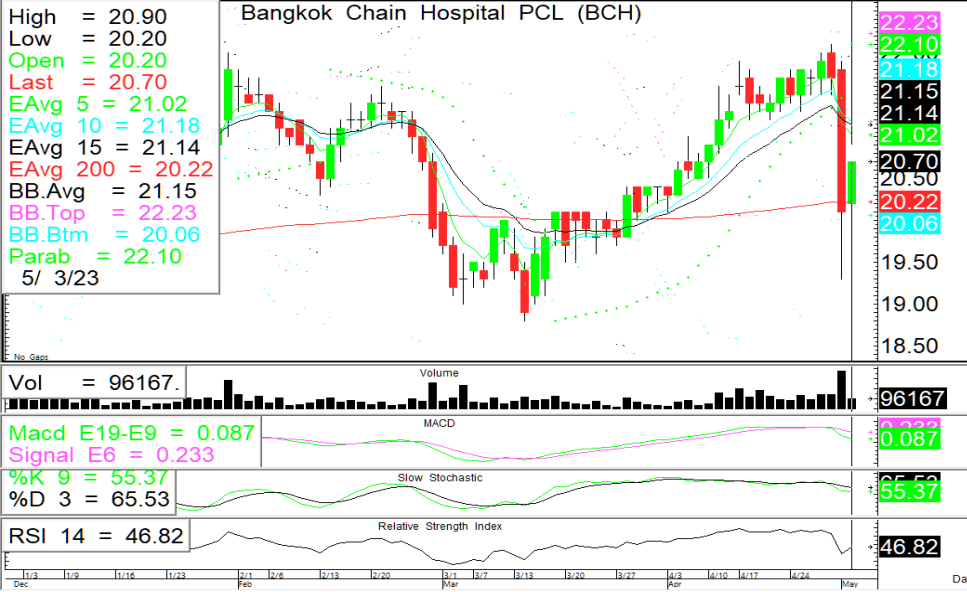 Bangkok Chain Hospital PCL (BCH)
High = 20.90
Low = 20.20
Open = 20.20
Last = 20.70
EAvg 5 = 21.02
EAvg 10 = 21.18
EAvg 15 = 21.14
EAvg 200 = 20.22
BB.Avg = 21.15
BB.Top = 22.23
BB.Btm = 20.06
Parab = 22.10
5/ 3/23
22.23
22.10
21.18
21.15
21.14
21.02
20.70
20.50
20.22
20.06
19.50
19.00
18.50
No Gaps
Volume
Vol = 96167.
96167
MACD
Macd E19-E9 = 0.087
Signal E6 = 0.233
0.233
0.087
Slow Stochastic
%K 9 = 55.37
%D 3 = 65.53
65.53
55.37
Relative Strength Index
RSI 14 = 46.82
46.82
1/3 1/9 1/16 1/23 2/1 2/6 2/13 2/20 3/1 3/7 3/13 3/20 3/27 4/3 4/10 4/17 4/24
Dec Feb Mar Apr May
Da